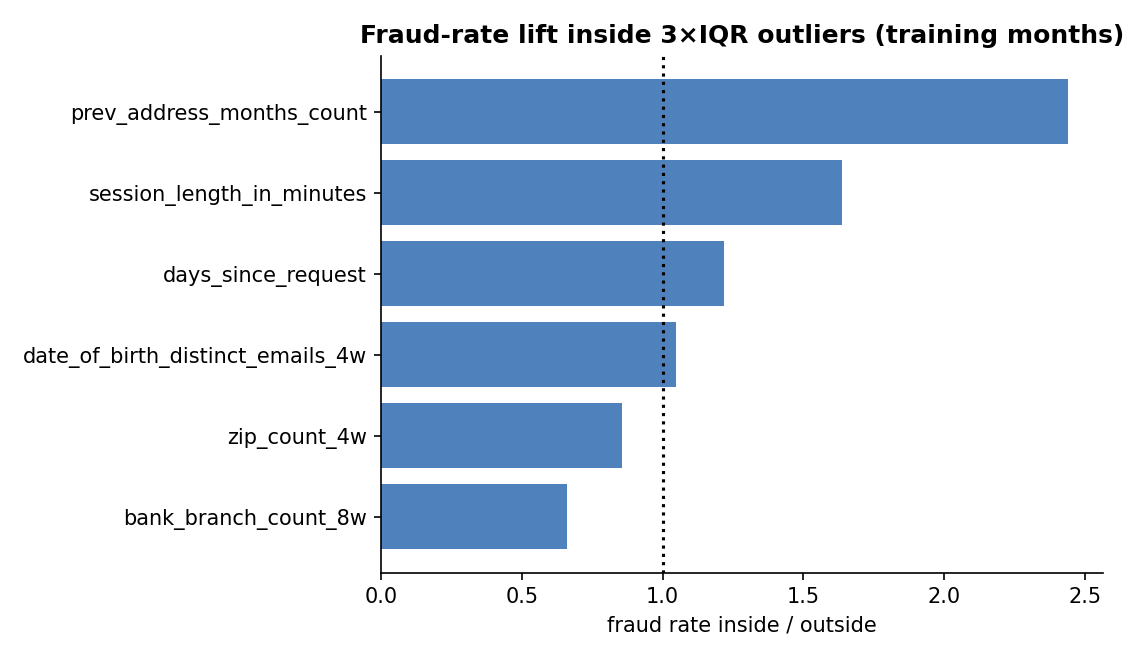 Fraud-rate lift inside 3×IQR outliers (training months)
prev_address_months_count
session_length_in_minutes
days_since_request
date_of_birth_distinct_emails_4w
zip_count_4w
bank_branch_count_8w
0.0 0.5 1.0 1.5 2.0 2.5
fraud rate inside / outside